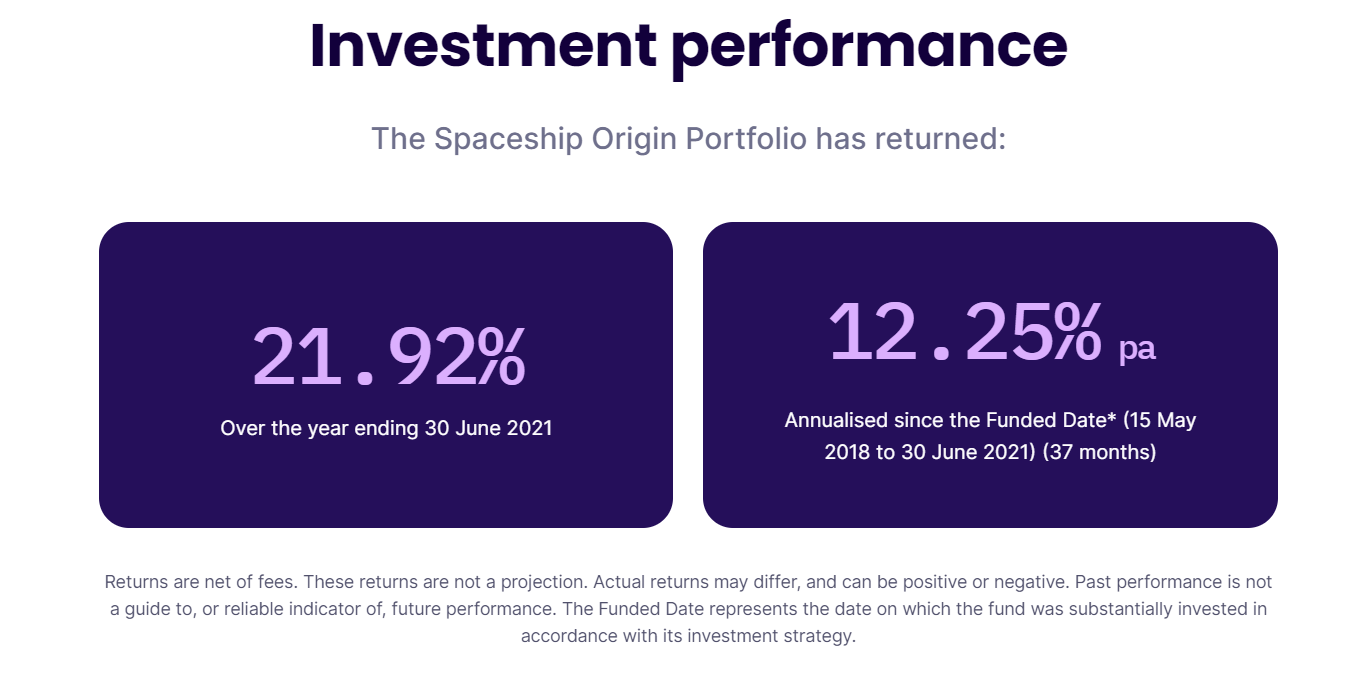 Investment performance
The Spaceship Origin Portfolio has returned:
21.92%
Over the year ending 30 June 2021
12.25% pa
Annualised since the Funded Date* (15 May
2018 to 30 June 2021) (37 months)
Returns are net of fees. These returns are not a projection. Actual returns may differ, and can be positive or negative. Past performance is not
a guide to, or reliable indicator of, future performance. The Funded Date represents the date on which the fund was substantially invested in
accordance with its investment strategy.